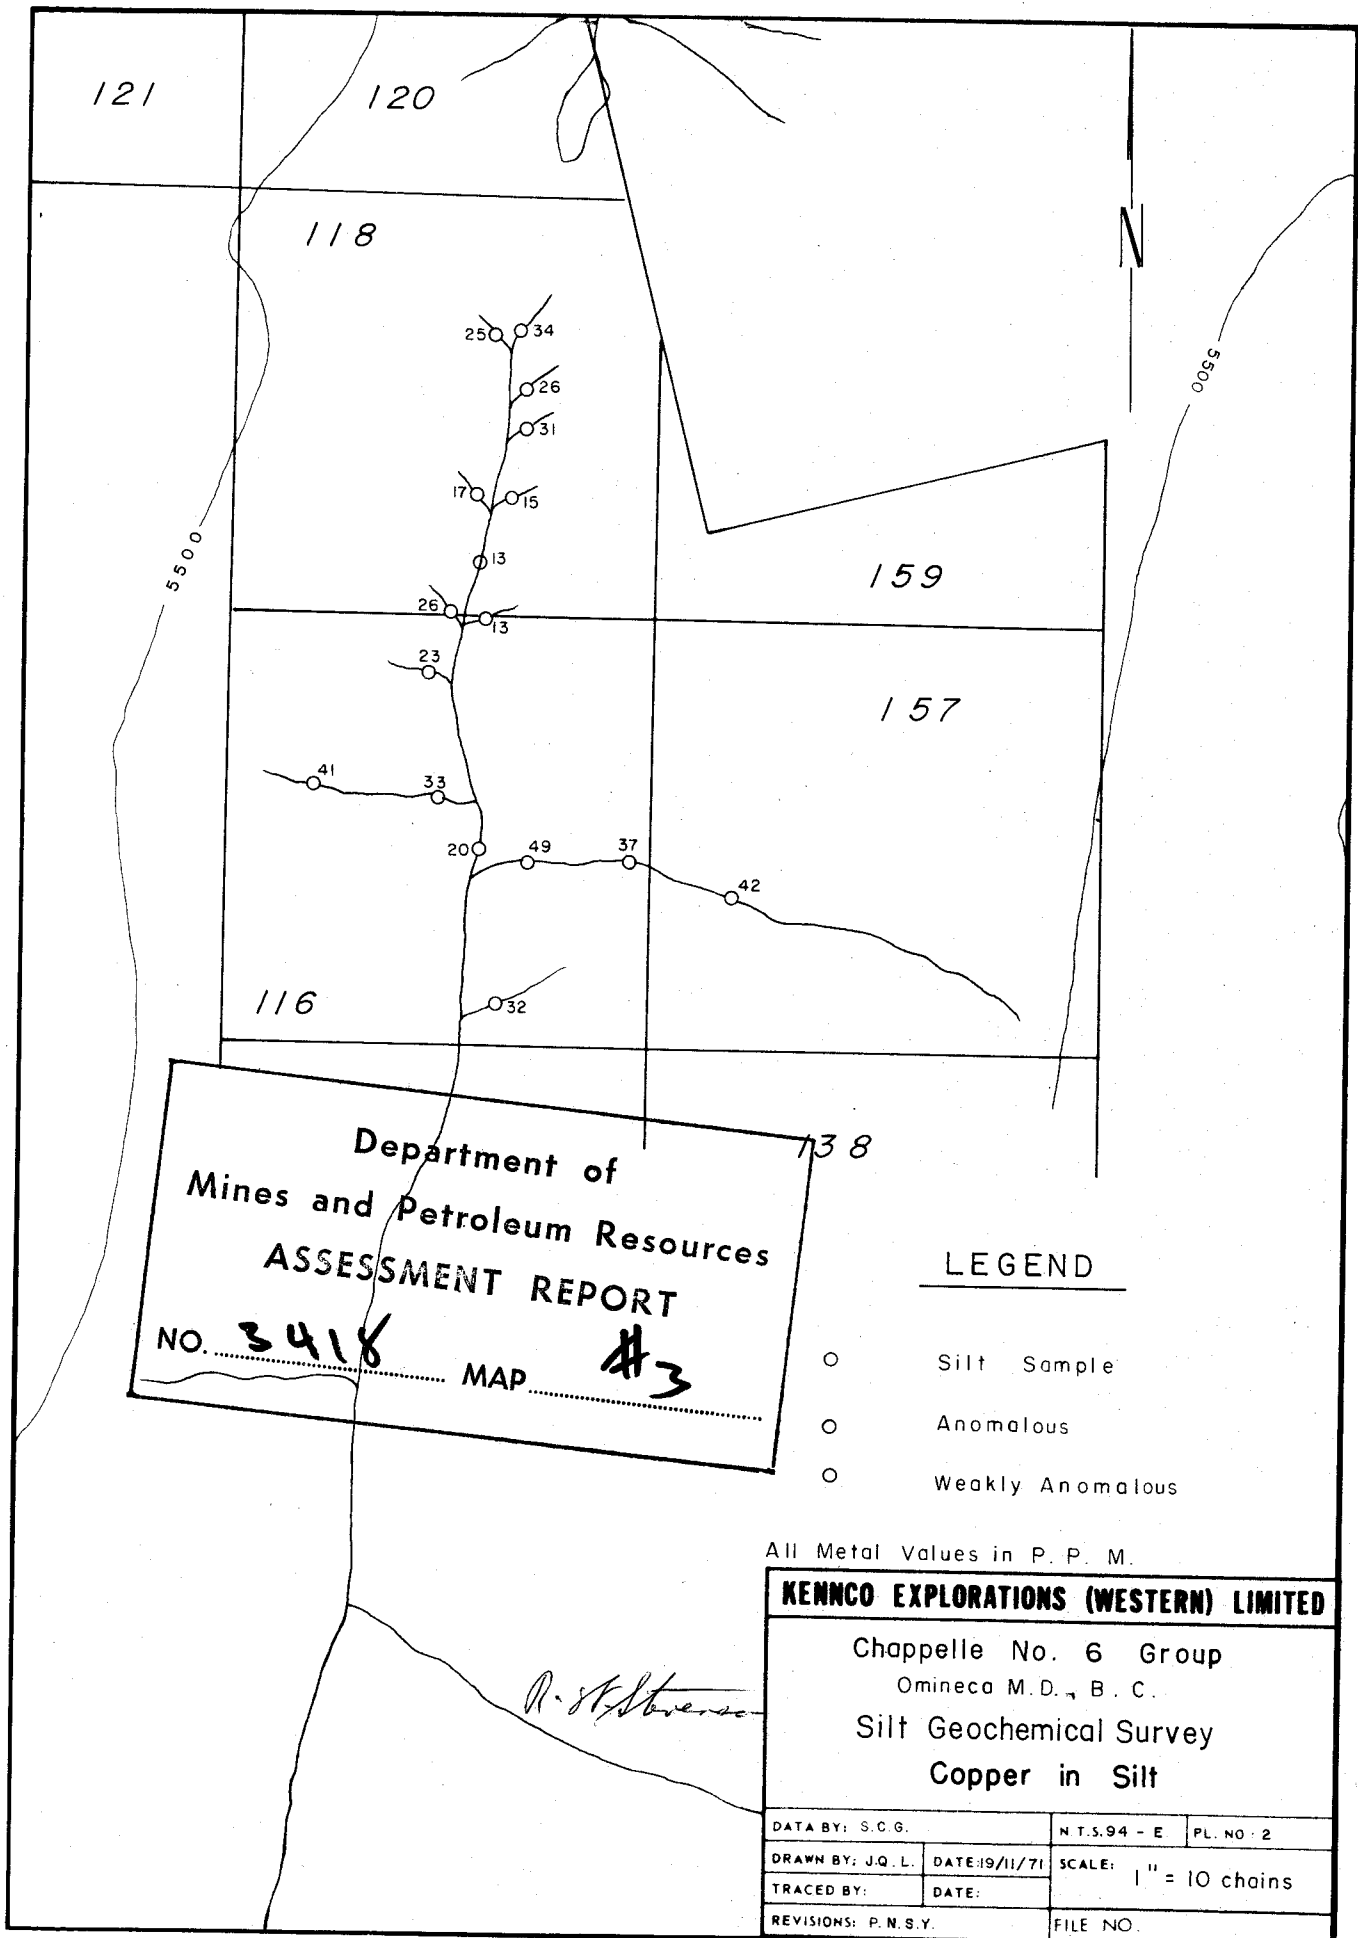 121
120
118
N
25
34
26
31
5500
17
15
13
5500
159
26
13
23
157
41
33
20
49
37
42
116
32
138
Department of
Mines and Petroleum Resources
ASSESSMENT REPORT
NO. 3418 MAP #3
LEGEND
Silt Sample
Anomalous
Weakly Anomalous
All Metal Values in P. P. M.
KENNCO EXPLORATIONS (WESTERN) LIMITED
Chappelle No. 6 Group
Omineca M.D., B. C.
Silt Geochemical Survey
Copper in Silt
DATA BY: S.C.G.
N.T.S. 94 - E
PL. NO: 2
DRAWN BY: J.Q.L.
DATE: 19/11/71
SCALE: 1" = 10 chains
TRACED BY:
DATE:
REVISIONS: P.N.S.Y.
FILE NO.